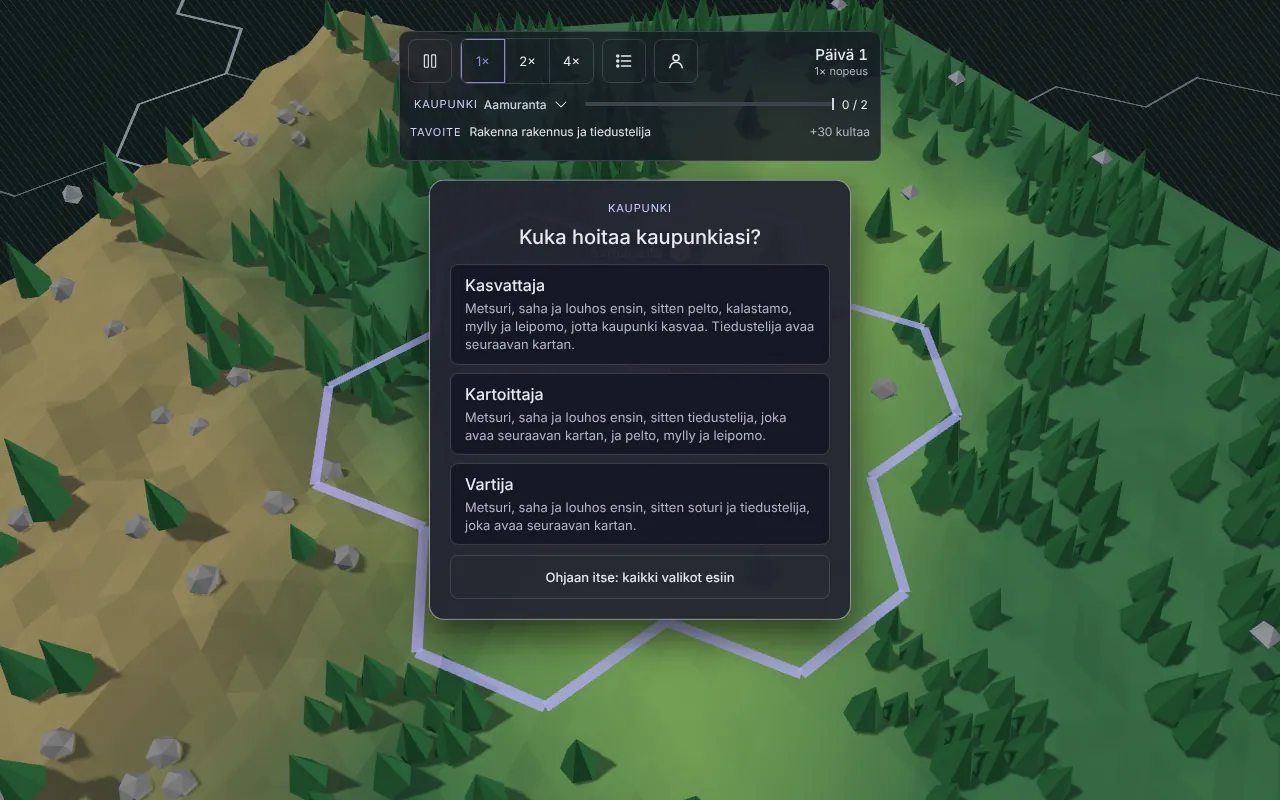 1× 2× 4×
Päivä 1
1× nopeus
KAUPUNKI Aamuranta 0 / 2
TAVOITE Rakenna rakennus ja tiedustelija +30 kultaa
KAUPUNKI
Kuka hoitaa kaupunkiasi?
Kasvattaja
Metsuri, saha ja louhos ensin, sitten pelto, kalastamo,
mylly ja leipomo, jotta kaupunki kasvaa. Tiedustelija avaa
seuraavan kartan.
Kartoittaja
Metsuri, saha ja louhos ensin, sitten tiedustelija, joka
avaa seuraavan kartan, ja pelto, mylly ja leipomo.
Vartija
Metsuri, saha ja louhos ensin, sitten soturi ja tiedustelija,
joka avaa seuraavan kartan.
Ohjaan itse: kaikki valikot esiin